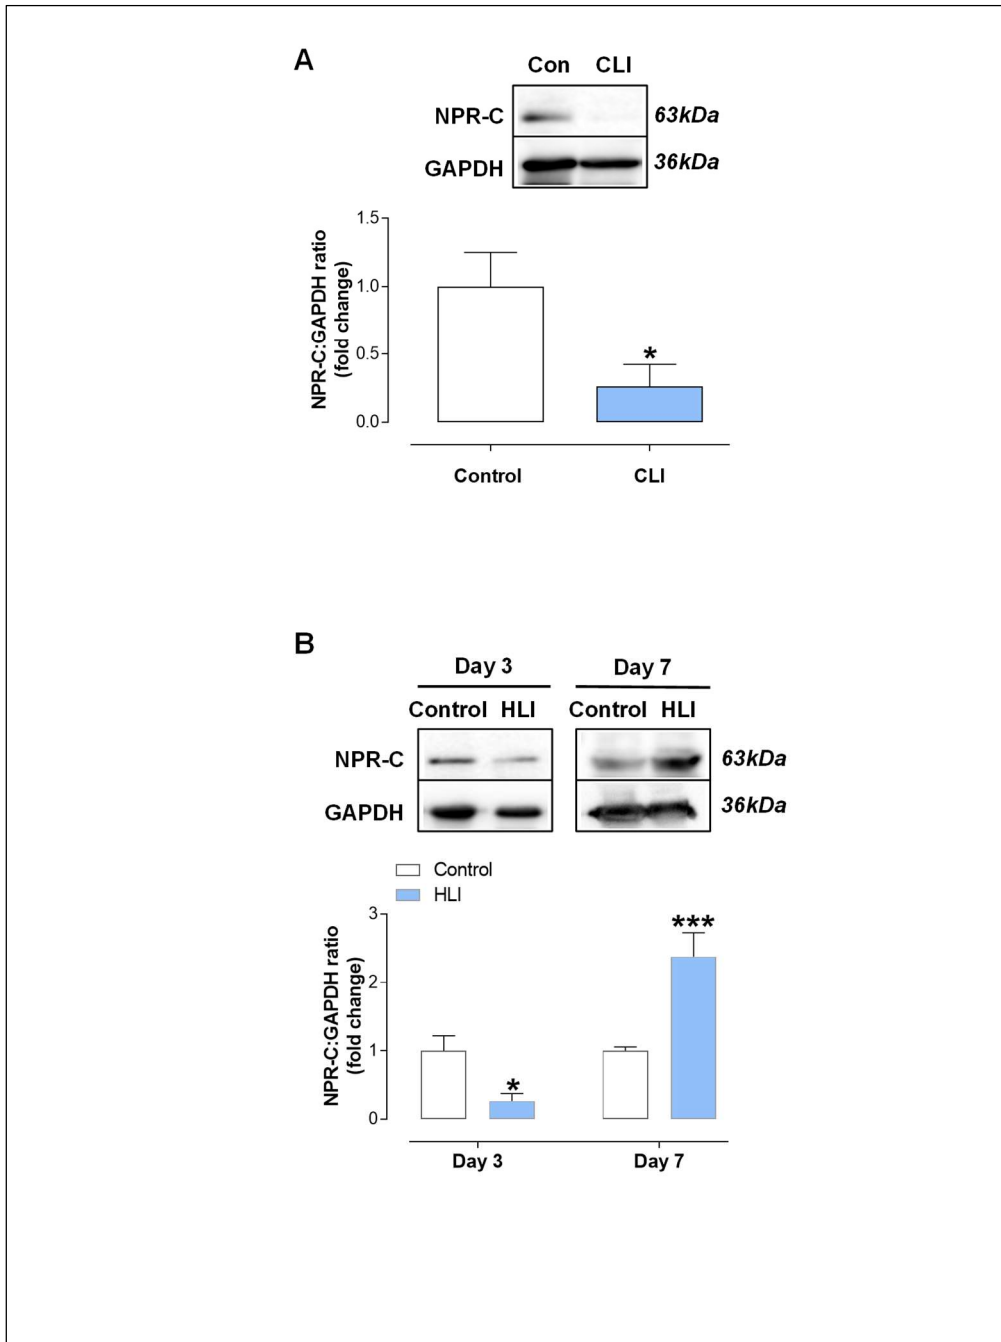 A
Con CLI
NPR-C 63kDa
GAPDH 36kDa
NPR-C:GAPDH ratio
(fold change)
1.5
1.0
0.5
0.0
*
Control CLI
B
Day 3 Day 7
Control HLI Control HLI
NPR-C 63kDa
GAPDH 36kDa
Control
HLI
NPR-C:GAPDH ratio
(fold change)
3
2
1
0
*
***
Day 3 Day 7